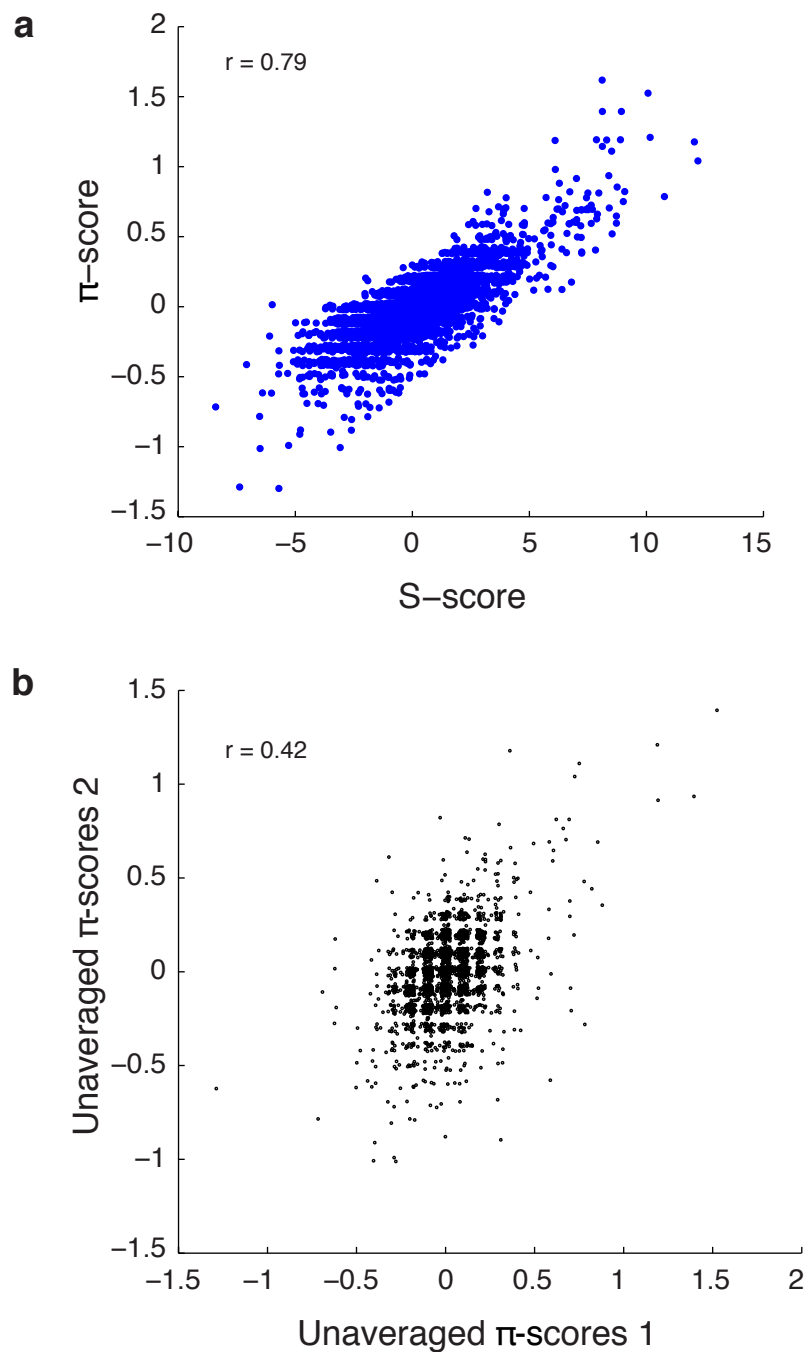 a
r = 0.79
2
1.5
1
0.5
0
−0.5
−1
−1.5
π−score
−10 −5 0 5 10 15
S−score
b
r = 0.42
1.5
1
0.5
0
−0.5
−1
−1.5
Unaveraged π-scores 2
−1.5 −1 −0.5 0 0.5 1 1.5 2
Unaveraged π-scores 1